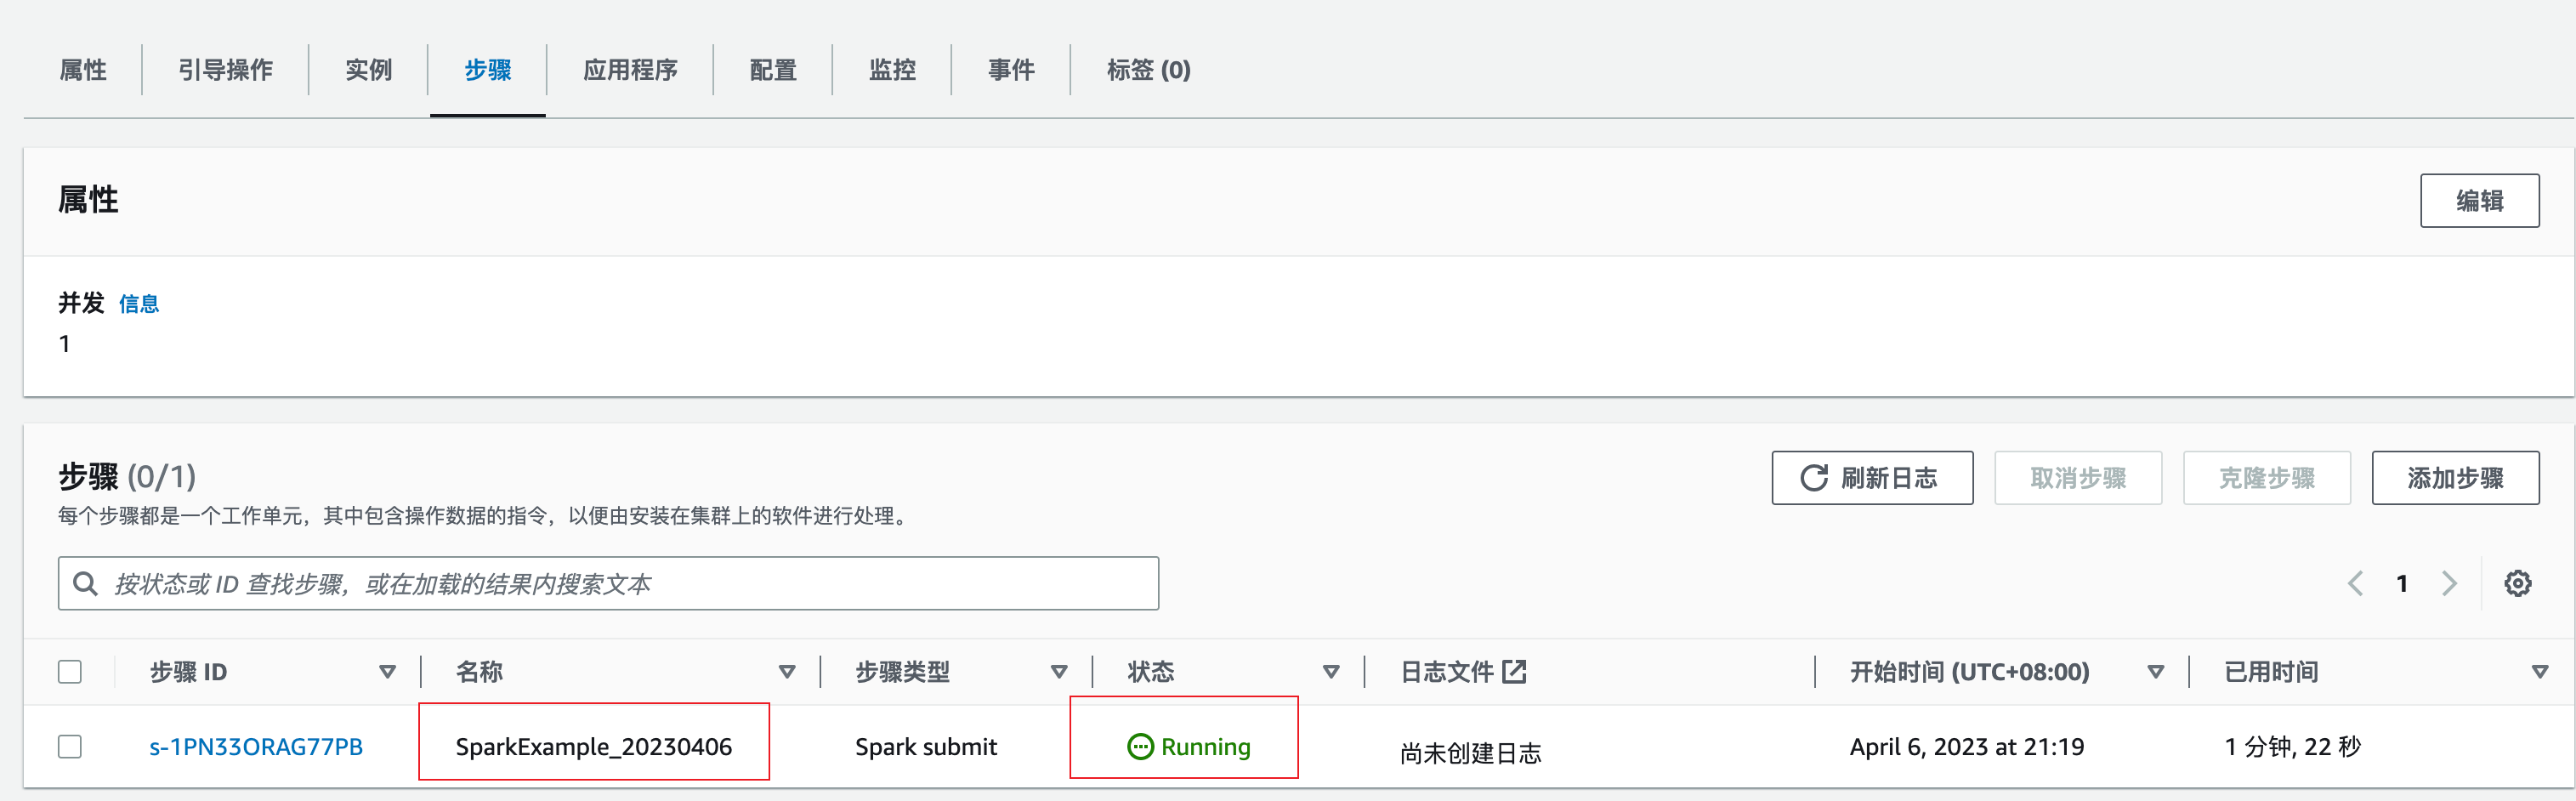 属性 引导操作 实例 步骤 应用程序 配置 监控 事件 标签 (0)
属性 编辑
并发 信息
1
步骤 (0/1) 刷新日志 取消步骤 克隆步骤 添加步骤
每个步骤都是一个工作单元，其中包含操作数据的指令，以便由安装在集群上的软件进行处理。
按状态或 ID 查找步骤，或在加载的结果内搜索文本 1
步骤 ID 名称 步骤类型 状态 日志文件 开始时间 (UTC+08:00) 已用时间
s-1PN33ORAG77PB SparkExample_20230406 Spark submit Running 尚未创建日志 April 6, 2023 at 21:19 1 分钟, 22 秒